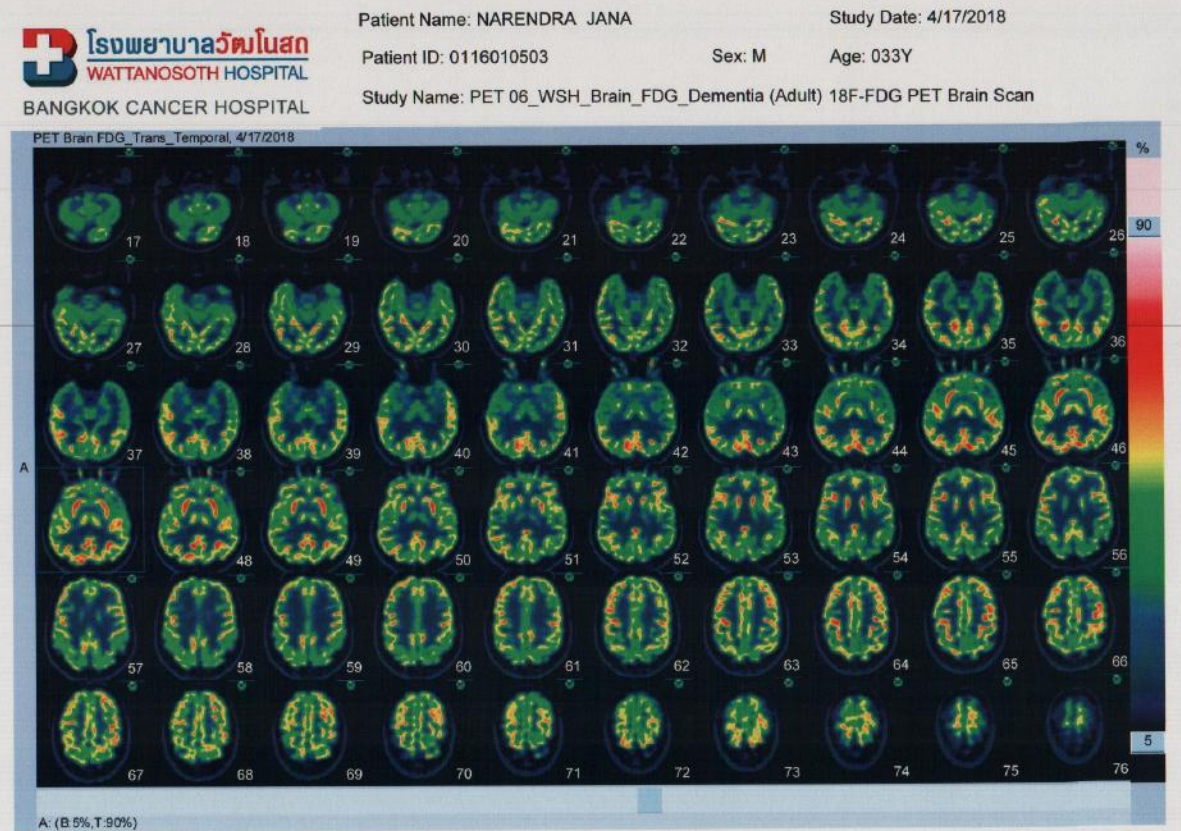 โรงพยาบาลวัฒโนสถ
WATTANOSOTH HOSPITAL
BANGKOK CANCER HOSPITAL
Patient Name: NARENDRA JANA
Study Date: 4/17/2018
Patient ID: 0116010503
Sex: M
Age: 033Y
Study Name: PET 06_WSH_Brain_FDG_Dementia (Adult) 18F-FDG PET Brain Scan
PET Brain FDG_Trans_Temporal, 4/17/2018
%
90
17 18 19 20 21 22 23 24 25 26
27 28 29 30 31 32 33 34 35 36
37 38 39 40 41 42 43 44 45 46
A
48 49 50 51 52 53 54 55 56
57 58 59 60 61 62 63 64 65 66
67 68 69 70 71 72 73 74 75 76
5
A: (B:5%,T:90%)